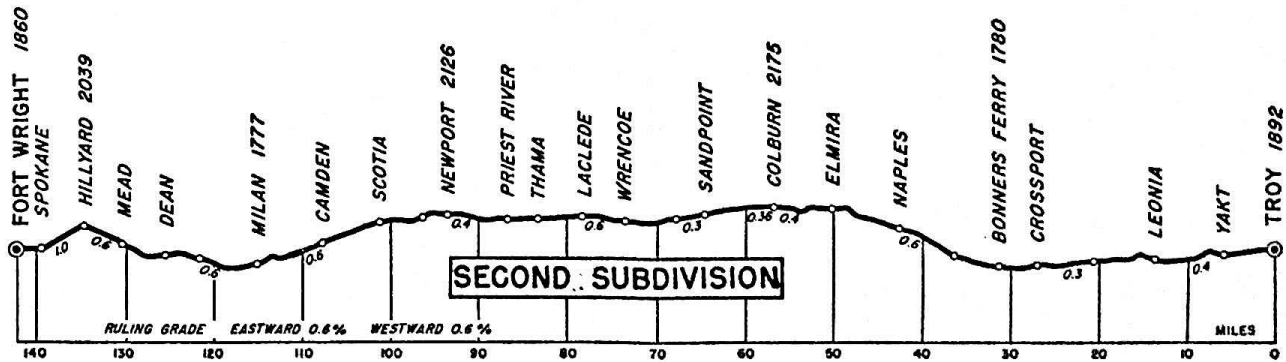 FORT WRIGHT 1860
SPOKANE
HILLYARD 2039
MEAD
DEAN
MILAN 1777
CAMDEN
SCOTIA
NEWPORT 2126
PRIEST RIVER
THAMA
LACLEDE
WRENCOE
SANDPOINT
COLBURN 2175
ELMIRA
NAPLES
BONNERS FERRY 1780
CROSSPORT
LEONIA
YAKT
TROY 1892
1.0 0.6 0.6 0.6 0.4 0.6 0.3 0.36 0.4 0.6 0.3 0.4
SECOND SUBDIVISION
RULING GRADE EASTWARD 0.6% WESTWARD 0.6% MILES
140 130 120 110 100 90 80 70 60 50 40 30 20 10 0